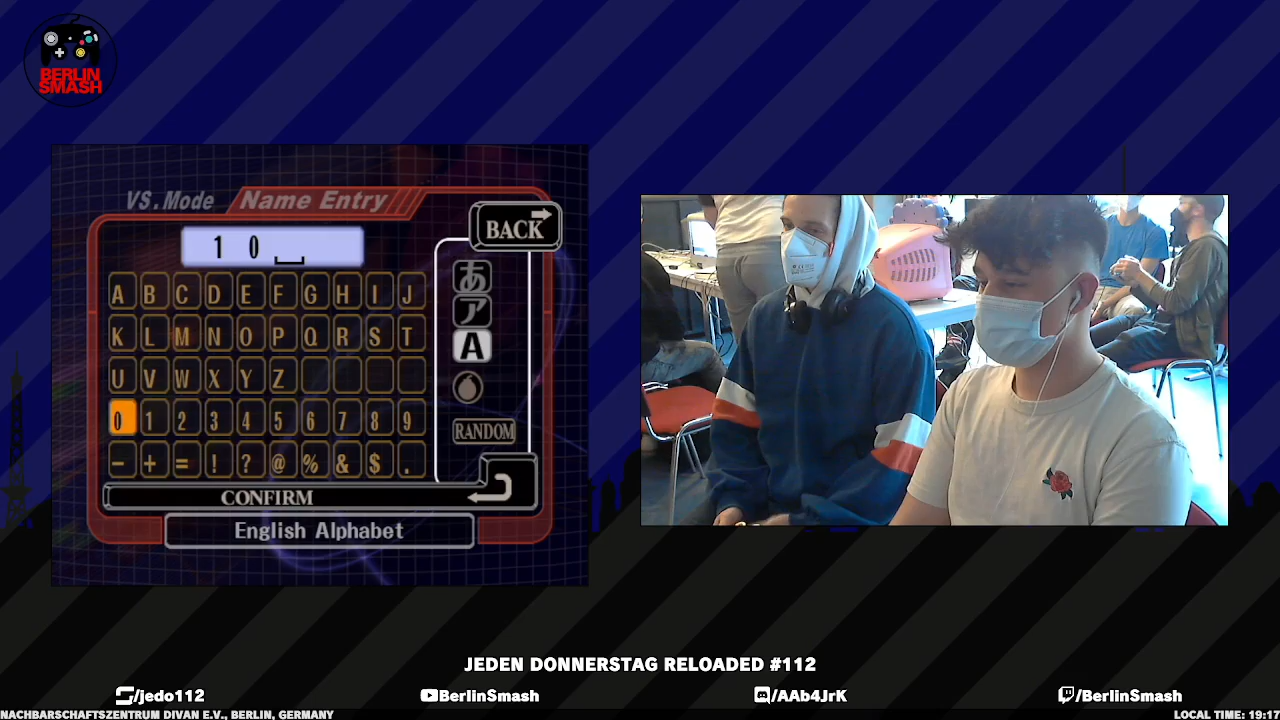 BERLIN
SMASH
VS.Mode
Name Entry
BACK
1 0
A B C D E F G H I J
K L M N O P Q R S T
U V W X Y Z
0 1 2 3 4 5 6 7 8 9
- + = ! ? @ % & $ .
あ
ア
A
RANDOM
CONFIRM
English Alphabet
JEDEN DONNERSTAG RELOADED #112
/jedo112
BerlinSmash
/AAb4JrK
/BerlinSmash
NACHBARSCHAFTSZENTRUM DIVAN E.V., BERLIN, GERMANY
LOCAL TIME: 19:17